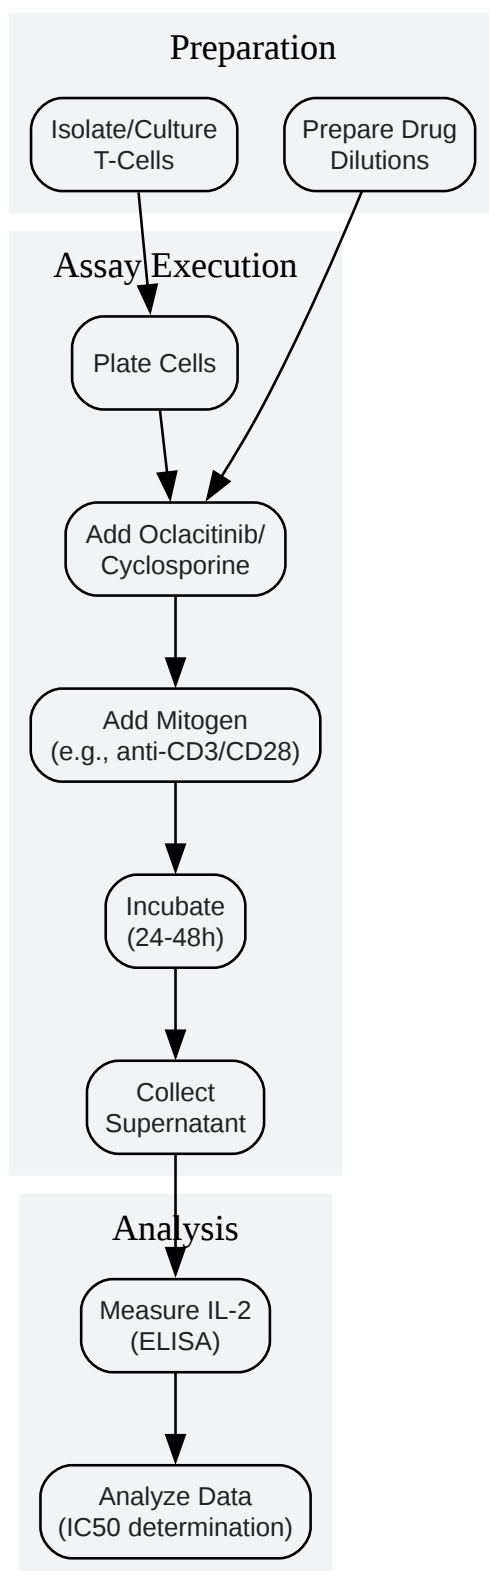 Preparation
Isolate/Culture
T-Cells
Prepare Drug
Dilutions
Assay Execution
Plate Cells
Add Oclacitinib/
Cyclosporine
Add Mitogen
(e.g., anti-CD3/CD28)
Incubate
(24-48h)
Collect
Supernatant
Analysis
Measure IL-2
(ELISA)
Analyze Data
(IC50 determination)